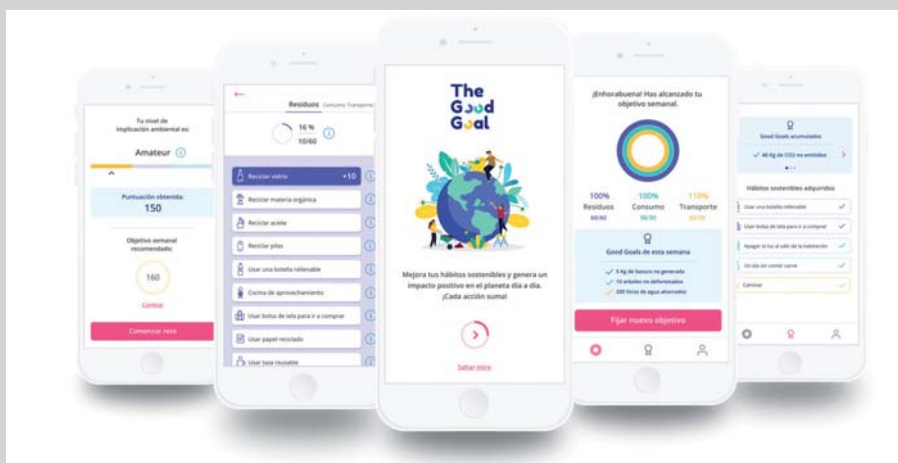 Tu nivel de
implicación ambiental es:
Amateur
Puntuación obtenida:
150
Objetivo semanal
recomendado:
160
Cambiar
Comenzar reto
Residuos Consumo Transporte
16 %
10/60
Reciclar vidrio +10
Reciclar materia orgánica
Reciclar aceite
Reciclar pilas
Usar una botella rellenable
Cocina de aprovechamiento
Usar bolsa de tela para ir a comprar
Usar papel reciclado
Usar taza reusable
The
Good
Goal
Mejora tus hábitos sostenibles y genera un
impacto positivo en el planeta día a día.
¡Cada acción suma!
Saltar intro
¡Enhorabuena! Has alcanzado tu
objetivo semanal.
100% 100% 110%
Residuos Consumo Transporte
60/60 50/50
Good Goals de esta semana
5 Kg de basura no generada
15 arboles no deforestados
200 litros de agua ahorrados
Fijar nuevo objetivo
Good Goals acumulados
46 Kg de CO2 no emitidos
Hábitos sostenibles adquiridos
Usar una botella rellenable
Usar bolsa de tela para ir a comprar
Apagar la luz al salir de la habitación
Un día sin comer carne
Caminar